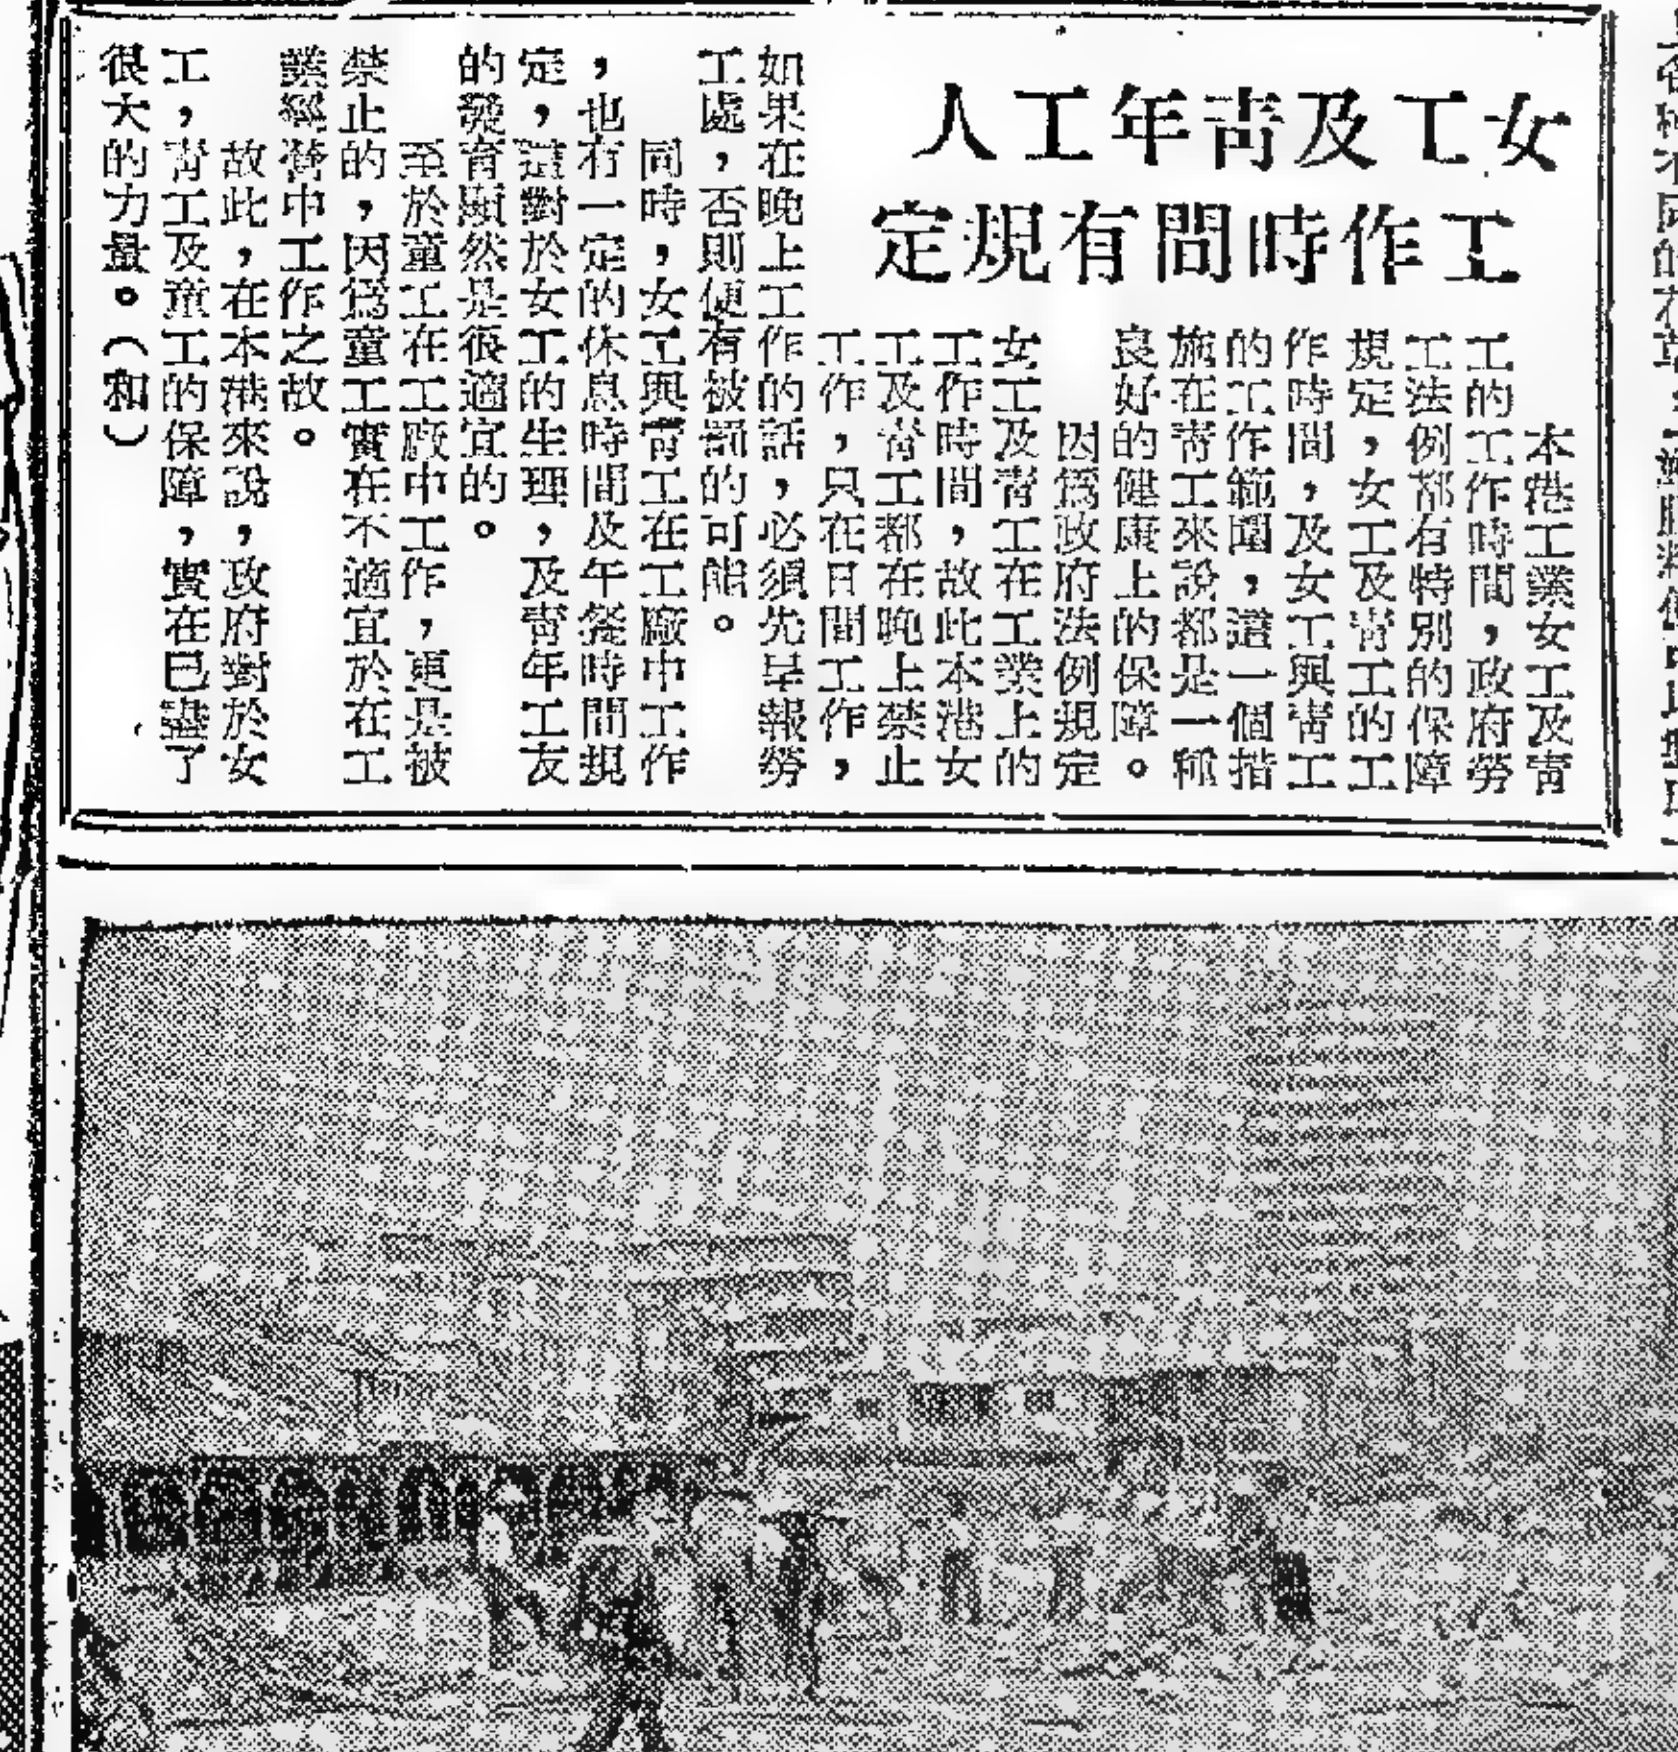 女工及青年工人
工作時間有規定
本港工業女工及青
工的工作時間，政府勞
工法例都有特別的保障
規定，女工及青工的工
作時間，及女工與青工
的工作範圍，這一個措
施在青工來說都是一種
良好的健康上的保障。
因爲政府法例規定
女工及青工在工業上的
工作時間，故此本港女
工及青工都在晚上禁止
工作，只在日間工作，
如果在晚上工作的話，必須先呈報勞
工處，否則便有被罰的可能。
同時，女工與青工在工廠中工作
，也有一定的休息時間及午餐時間規
定，這對於女工的生理，及青年工友
的發育顯然是很適宜的。
至於童工在工廠中工作，更是被
禁止的，因爲童工實在不適宜於在工
業經營中工作之故。
故此，在本港來說，政府對於女
工，青工及童工的保障，實在已盡了
很大的力量。（和）